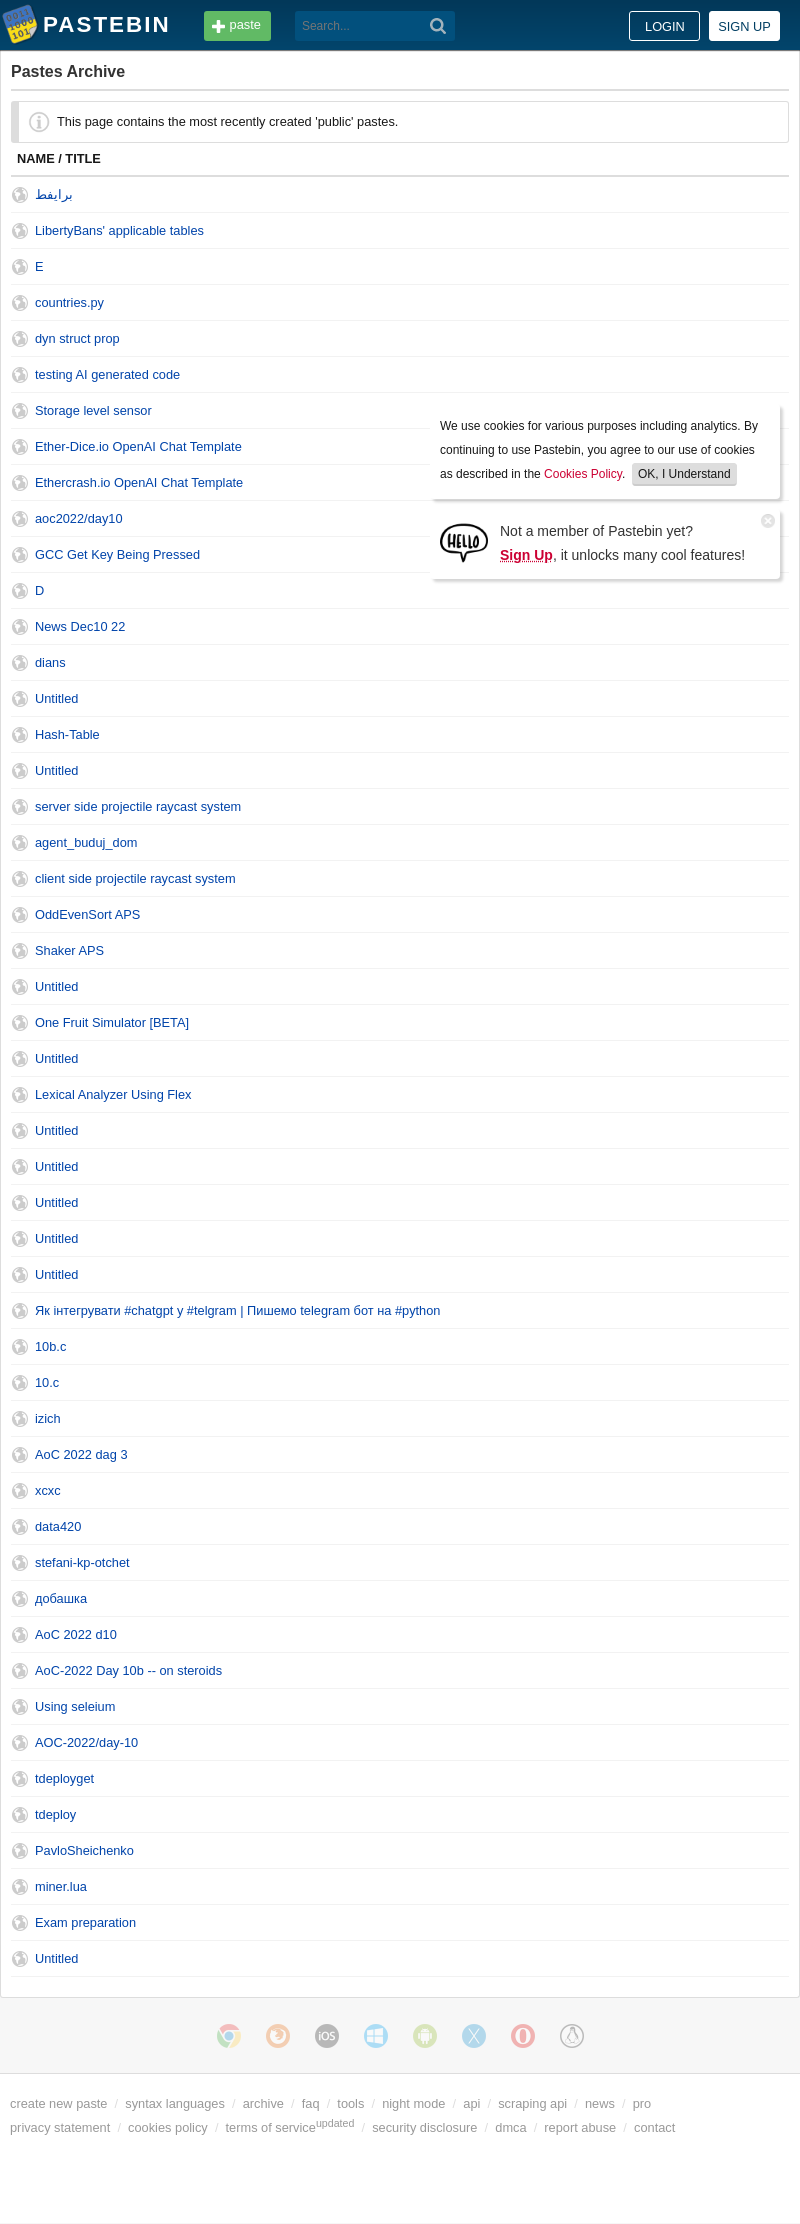 PASTEBIN
paste
Search...
LOGIN
SIGN UP
Pastes Archive
This page contains the most recently created 'public' pastes.
NAME / TITLE
برايفط
LibertyBans' applicable tables
E
countries.py
dyn struct prop
testing AI generated code
Storage level sensor
Ether-Dice.io OpenAI Chat Template
Ethercrash.io OpenAI Chat Template
aoc2022/day10
GCC Get Key Being Pressed
D
We use cookies for various purposes including analytics. By
continuing to use Pastebin, you agree to our use of cookies
as described in the Cookies Policy. OK, I Understand
HELLO
Not a member of Pastebin yet?
Sign Up, it unlocks many cool features!
News Dec10 22
dians
Untitled
Hash-Table
Untitled
server side projectile raycast system
agent_buduj_dom
client side projectile raycast system
OddEvenSort APS
Shaker APS
Untitled
One Fruit Simulator [BETA]
Untitled
Lexical Analyzer Using Flex
Untitled
Untitled
Untitled
Untitled
Untitled
Як інтегрувати #chatgpt у #telgram | Пишемо telegram бот на #python
10b.c
10.c
izich
AoC 2022 dag 3
xcxc
data420
stefani-kp-otchet
добашка
AoC 2022 d10
AoC-2022 Day 10b -- on steroids
Using seleium
AOC-2022/day-10
tdeployget
tdeploy
PavloSheichenko
miner.lua
Exam preparation
Untitled
iOS
create new paste / syntax languages / archive / faq / tools / night mode / api / scraping api / news / pro
privacy statement / cookies policy / terms of service updated / security disclosure / dmca / report abuse / contact